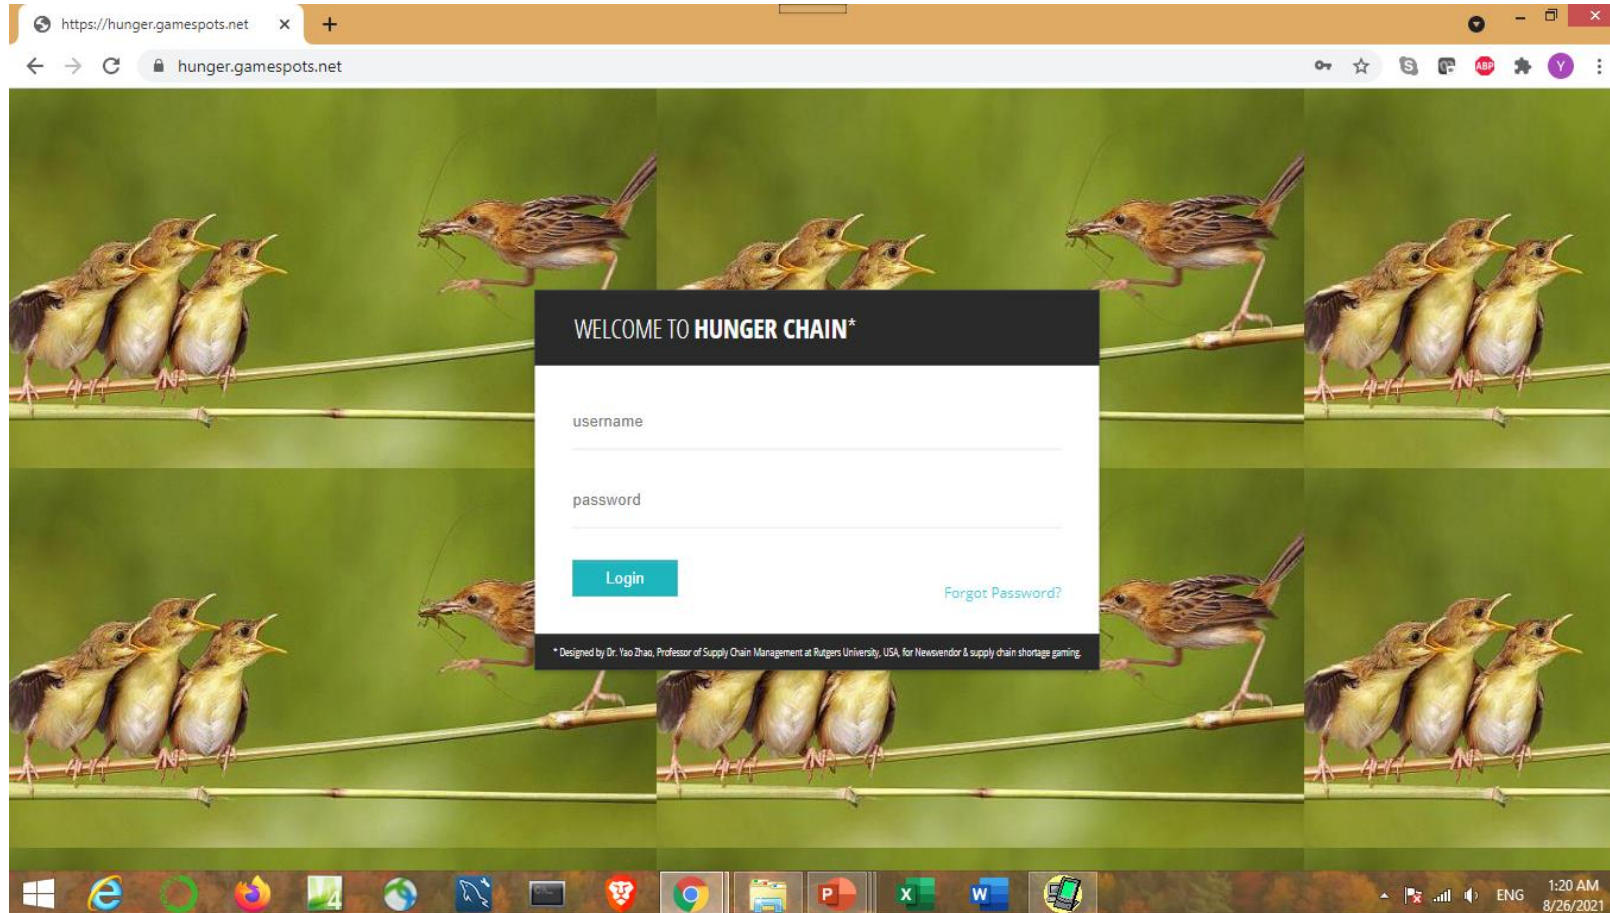 https://hunger.gamespots.net
hunger.gamespots.net
ABP
Y
WELCOME TO HUNGER CHAIN*
username
password
Login
Forgot Password?
* Designed by Dr. Yao Zhao, Professor of Supply Chain Management at Rutgers University, USA, for Newsvendor & supply chain shortage gaming.
ENG
1:20 AM
8/26/2021